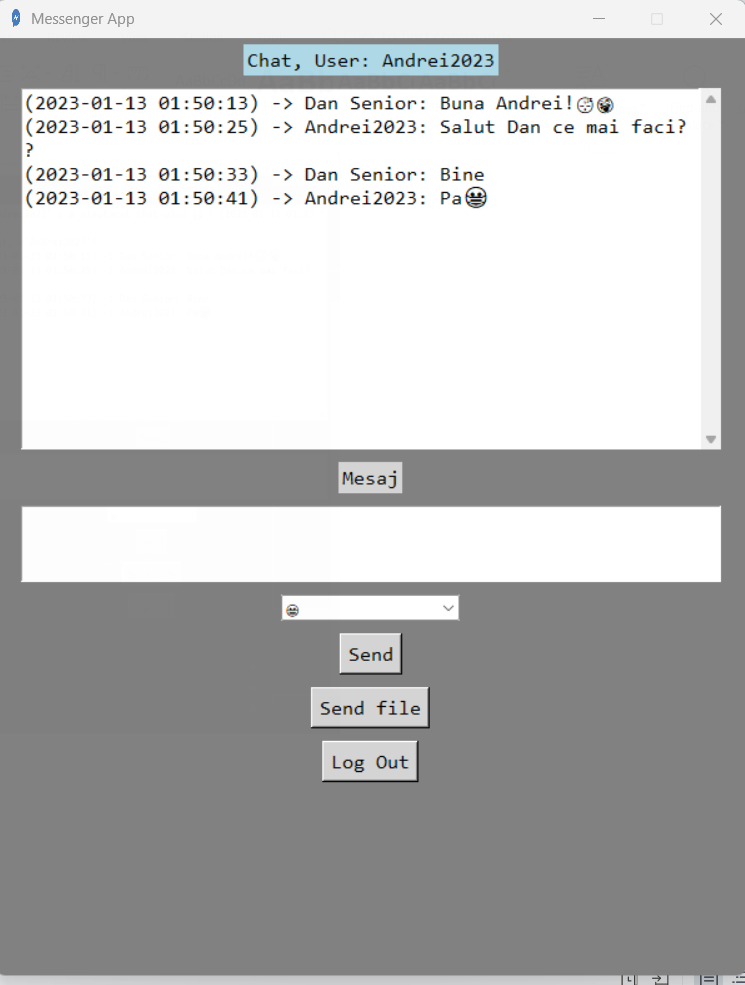 Messenger App
Chat, User: Andrei2023
(2023-01-13 01:50:13) -> Dan Senior: Buna Andrei!
(2023-01-13 01:50:25) -> Andrei2023: Salut Dan ce mai faci?
?
(2023-01-13 01:50:33) -> Dan Senior: Bine
(2023-01-13 01:50:41) -> Andrei2023: Pa😀
Mesaj
Send
Send file
Log Out